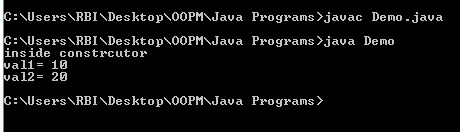 C:\Users\RBI\Desktop\OOPM\Java Programs>javac Demo.java
C:\Users\RBI\Desktop\OOPM\Java Programs>java Demo
inside constrcutor
val1= 10
val2= 20
C:\Users\RBI\Desktop\OOPM\Java Programs>